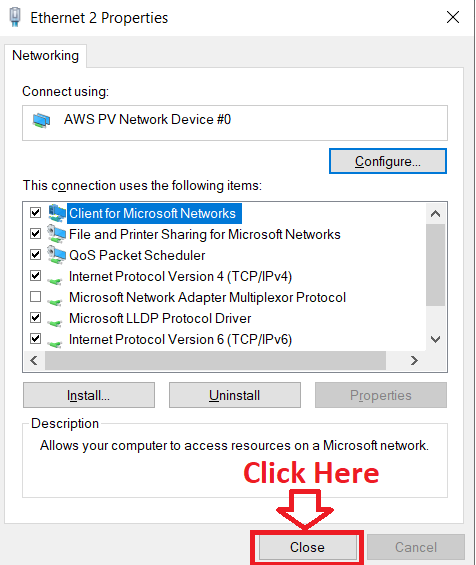 Ethernet 2 Properties
Networking
Connect using:
AWS PV Network Device #0
Configure...
This connection uses the following items:
Client for Microsoft Networks
File and Printer Sharing for Microsoft Networks
QoS Packet Scheduler
Internet Protocol Version 4 (TCP/IPv4)
Microsoft Network Adapter Multiplexor Protocol
Microsoft LLDP Protocol Driver
Internet Protocol Version 6 (TCP/IPv6)
Install...
Uninstall
Properties
Description
Allows your computer to access resources on a Microsoft network.
Click Here
Close
Cancel